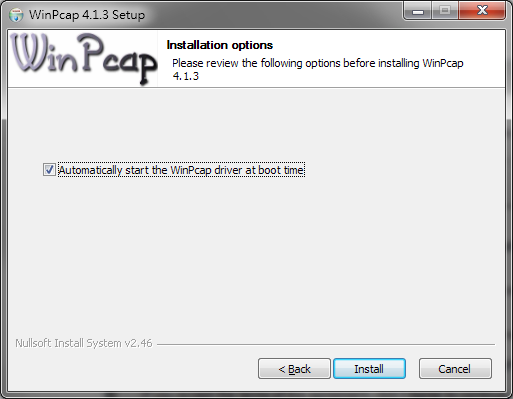 WinPcap 4.1.3 Setup
WinPcap
Installation options
Please review the following options before installing WinPcap
4.1.3
Automatically start the WinPcap driver at boot time
Nullsoft Install System v2.46
< Back
Install
Cancel